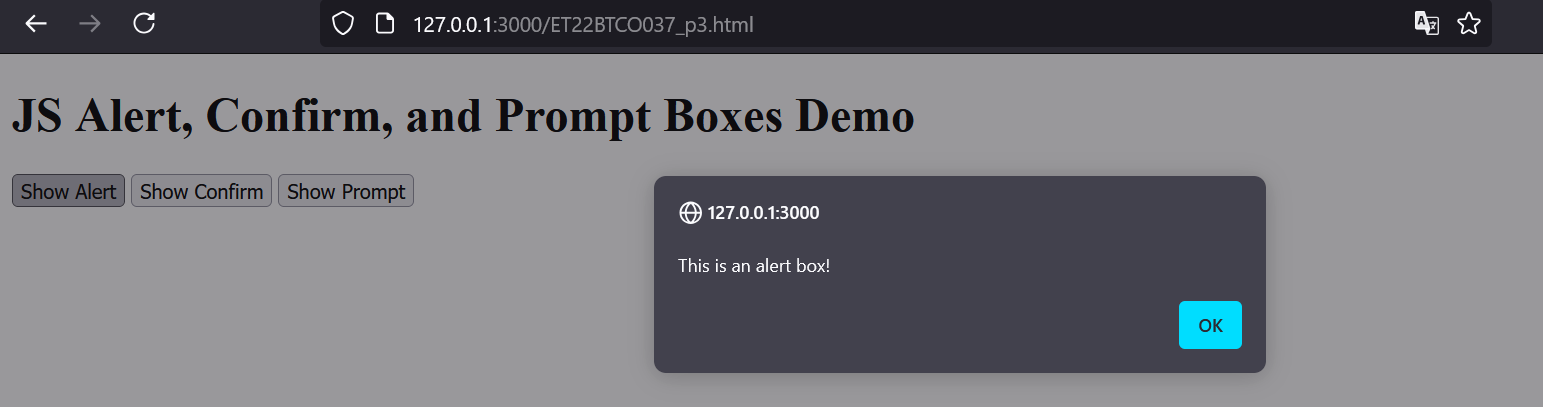 127.0.0.1:3000/ET22BTCO037_p3.html
JS Alert, Confirm, and Prompt Boxes Demo
Show Alert Show Confirm Show Prompt
127.0.0.1:3000
This is an alert box!
OK